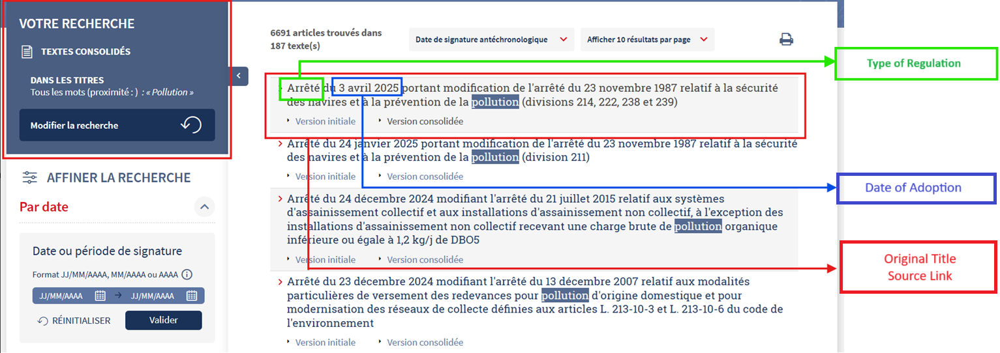 VOTRE RECHERCHE
TEXTES CONSOLIDÉS
DANS LES TITRES
Tous les mots (proximité : ) : « Pollution »
Modifier la recherche
AFFINER LA RECHERCHE
Par date
Date ou période de signature
Format JJ/MM/AAAA, MM/AAAA ou AAAA
JJ/MM/AAAA
JJ/MM/AAAA
RÉINITIALISER
Valider
6691 articles trouvés dans
187 texte(s)
Date de signature antéchronologique
Afficher 10 résultats par page
Arrêté du 3 avril 2025 portant modification de l'arrêté du 23 novembre 1987 relatif à la sécurité
des navires et à la prévention de la pollution (divisions 214, 222, 238 et 239)
Version initiale
Version consolidée
Arrêté du 24 janvier 2025 portant modification de l'arrêté du 23 novembre 1987 relatif à la sécurité
des navires et à la prévention de la pollution (division 211)
Version initiale
Version consolidée
Arrêté du 24 décembre 2024 modifiant l'arrêté du 21 juillet 2015 relatif aux systèmes
d'assainissement collectif et aux installations d'assainissement non collectif, à l'exception des
installations d'assainissement non collectif recevant une charge brute de pollution organique
inférieure ou égale à 1,2 kg/j de DBO5
Version initiale
Version consolidée
Arrêté du 23 décembre 2024 modifiant l'arrêté du 13 décembre 2007 relatif aux modalités
particulières de versement des redevances pour pollution d'origine domestique et pour
modernisation des réseaux de collecte définies aux articles L. 213-10-3 et L. 213-10-6 du code de
l'environnement
Version initiale
Version consolidée
Type of Regulation
Date of Adoption
Original Title
Source Link